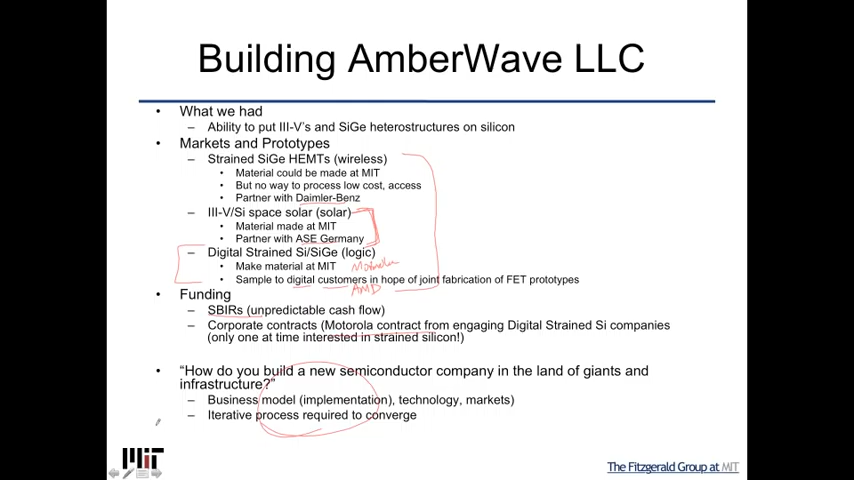 Building AmberWave LLC
• What we had
– Ability to put III-V's and SiGe heterostructures on silicon
• Markets and Prototypes
– Strained SiGe HEMTs (wireless)
• Material could be made at MIT
• But no way to process low cost, access
• Partner with Daimler-Benz
– III-V/Si space solar (solar)
• Material made at MIT
• Partner with ASE Germany
– Digital Strained Si/SiGe (logic)
• Make material at MIT Motorola
• Sample to digital customers in hope of joint fabrication of FET prototypes
AMD
• Funding
– SBIRs (unpredictable cash flow)
– Corporate contracts (Motorola contract from engaging Digital Strained Si companies
(only one at time interested in strained silicon!)
• "How do you build a new semiconductor company in the land of giants and
infrastructure?"
– Business model (implementation), technology, markets)
– Iterative process required to converge
MIT
The Fitzgerald Group at MIT